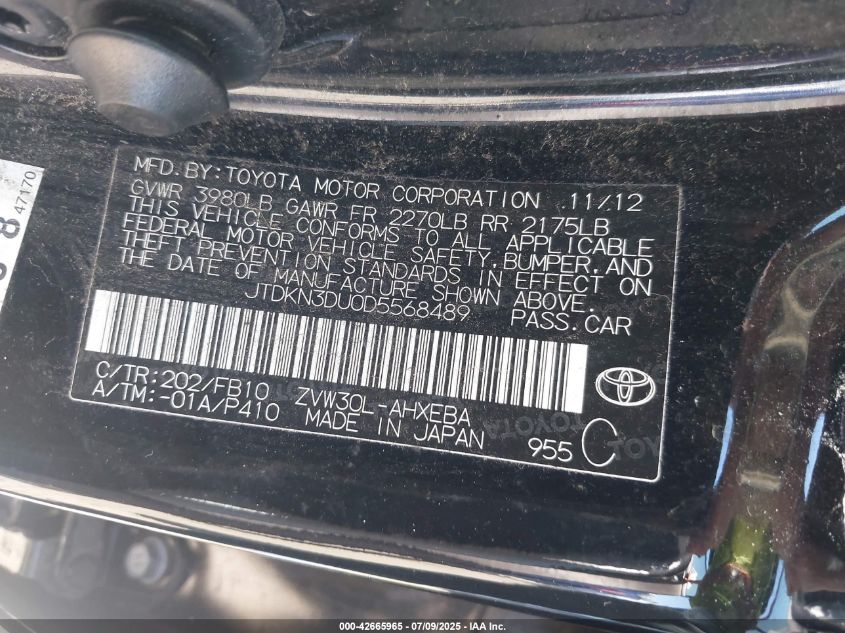 MFD. BY: TOYOTA MOTOR CORPORATION 11/12
GVWR 3980LB GAWR FR 2270LB RR 2175LB
THIS VEHICLE CONFORMS TO ALL APPLICABLE
FEDERAL MOTOR VEHICLE SAFETY, BUMPER, AND
THEFT PREVENTION STANDARDS IN EFFECT ON
THE DATE OF MANUFACTURE SHOWN ABOVE.
JTDKN3DU0D5568489 PASS. CAR
C/TR: 202/FB10 ZVW30L-AHXEBA
A/TM: -01A/P410 MADE IN JAPAN
955 C
47170
TOYOTA
000-42665965 / 07/09/2025 - IAA Inc.